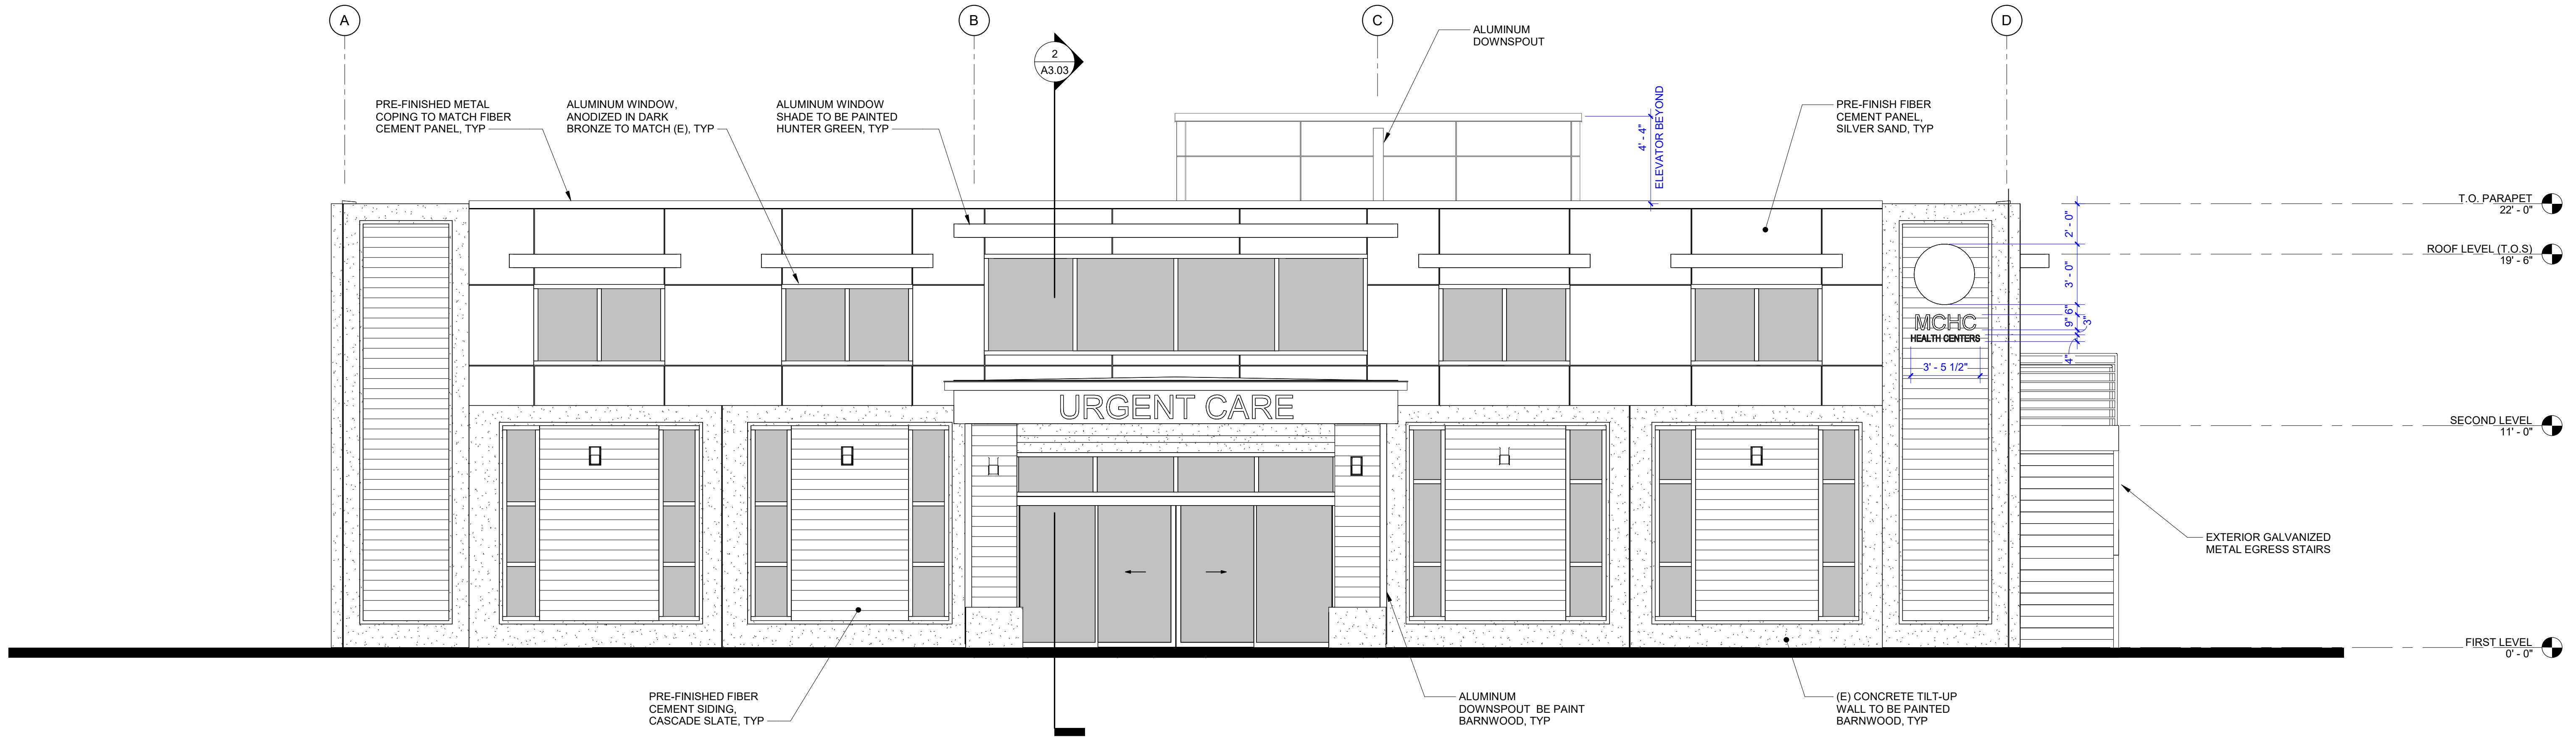 A
B
C
D
2
A3.03
ALUMINUM
DOWNSPOUT
PRE-FINISHED METAL
COPING TO MATCH FIBER
CEMENT PANEL, TYP
ALUMINUM WINDOW,
ANODIZED IN DARK
BRONZE TO MATCH (E), TYP
ALUMINUM WINDOW
SHADE TO BE PAINTED
HUNTER GREEN, TYP
4' - 4"
ELEVATOR BEYOND
PRE-FINISH FIBER
CEMENT PANEL,
SILVER SAND, TYP
T.O. PARAPET
22' - 0"
2' - 0"
ROOF LEVEL (T.O.S)
19' - 6"
3' - 0"
6"
9"
3"
4"
MCHC
HEALTH CENTERS
3' - 5 1/2"
URGENT CARE
SECOND LEVEL
11' - 0"
EXTERIOR GALVANIZED
METAL EGRESS STAIRS
FIRST LEVEL
0' - 0"
PRE-FINISHED FIBER
CEMENT SIDING,
CASCADE SLATE, TYP
ALUMINUM
DOWNSPOUT BE PAINT
BARNWOOD, TYP
(E) CONCRETE TILT-UP
WALL TO BE PAINTED
BARNWOOD, TYP